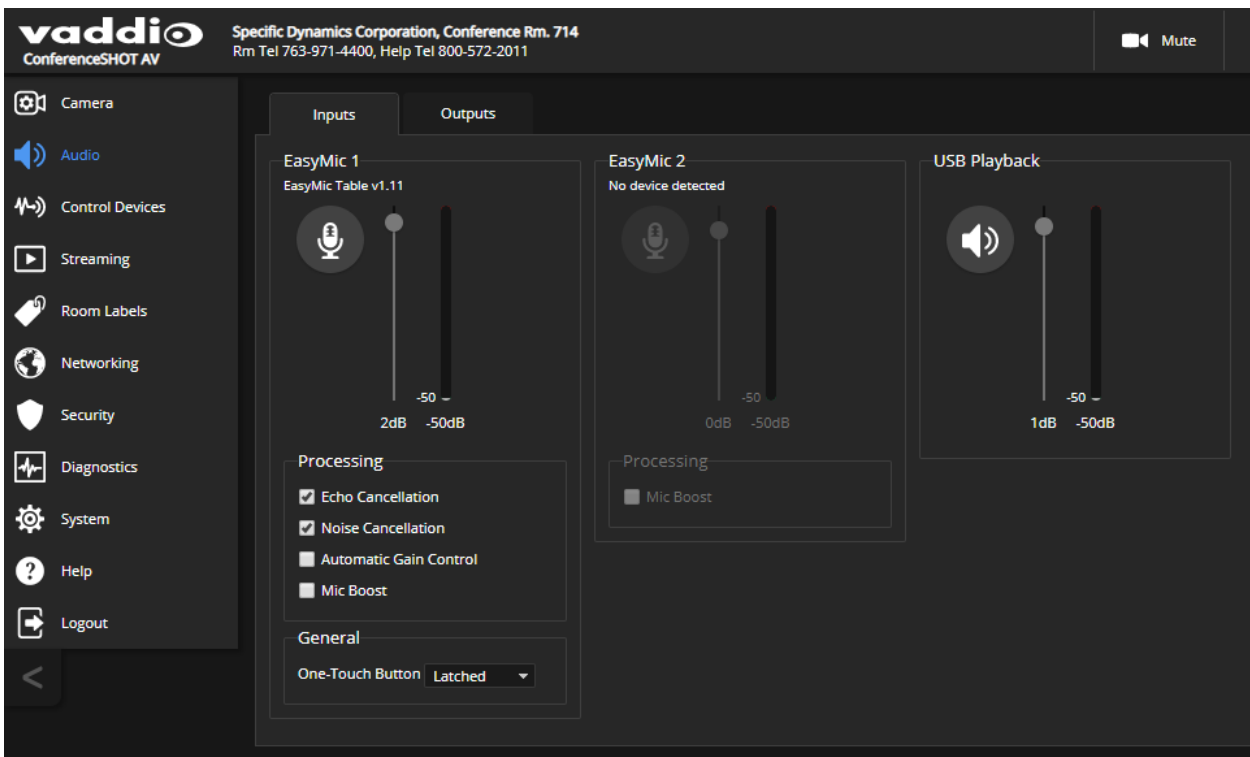 vaddio
ConferenceSHOT AV
Specific Dynamics Corporation, Conference Rm. 714
Rm Tel 763-971-4400, Help Tel 800-572-2011
Mute
Camera
Audio
Control Devices
Streaming
Room Labels
Networking
Security
Diagnostics
System
Help
Logout
<
Inputs Outputs
EasyMic 1
EasyMic Table v1.11
-50
2dB -50dB
Processing
Echo Cancellation
Noise Cancellation
Automatic Gain Control
Mic Boost
General
One-Touch Button Latched
EasyMic 2
No device detected
-50
0dB -50dB
Processing
Mic Boost
USB Playback
-50
1dB -50dB